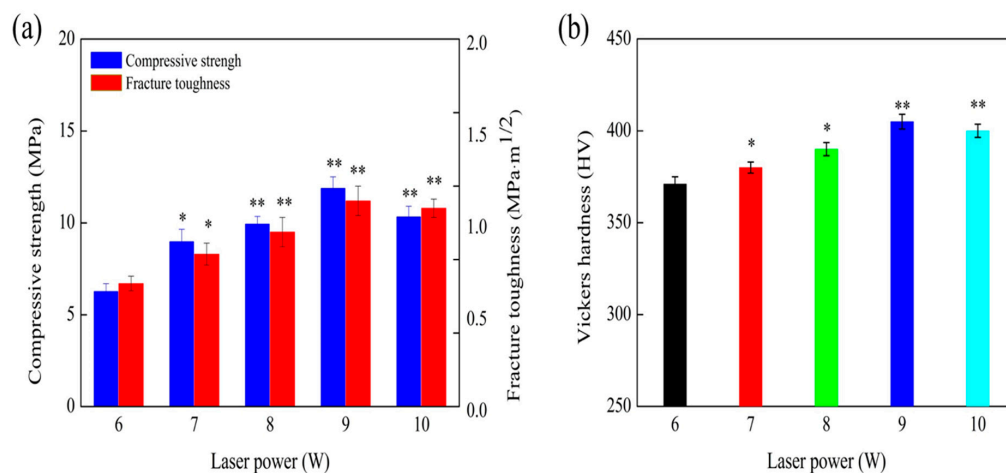 (a)
20
15
10
5
0
Compressive strength (MPa)
Compressive strengh
Fracture toughness
* * ** ** ** ** ** **
2.0
1.5
1.0
0.5
0.0
Fracture toughness (MPa·m1/2)
6 7 8 9 10
Laser power (W)
(b)
450
400
350
300
250
Vickers hardness (HV)
* * ** **
6 7 8 9 10
Laser power (W)